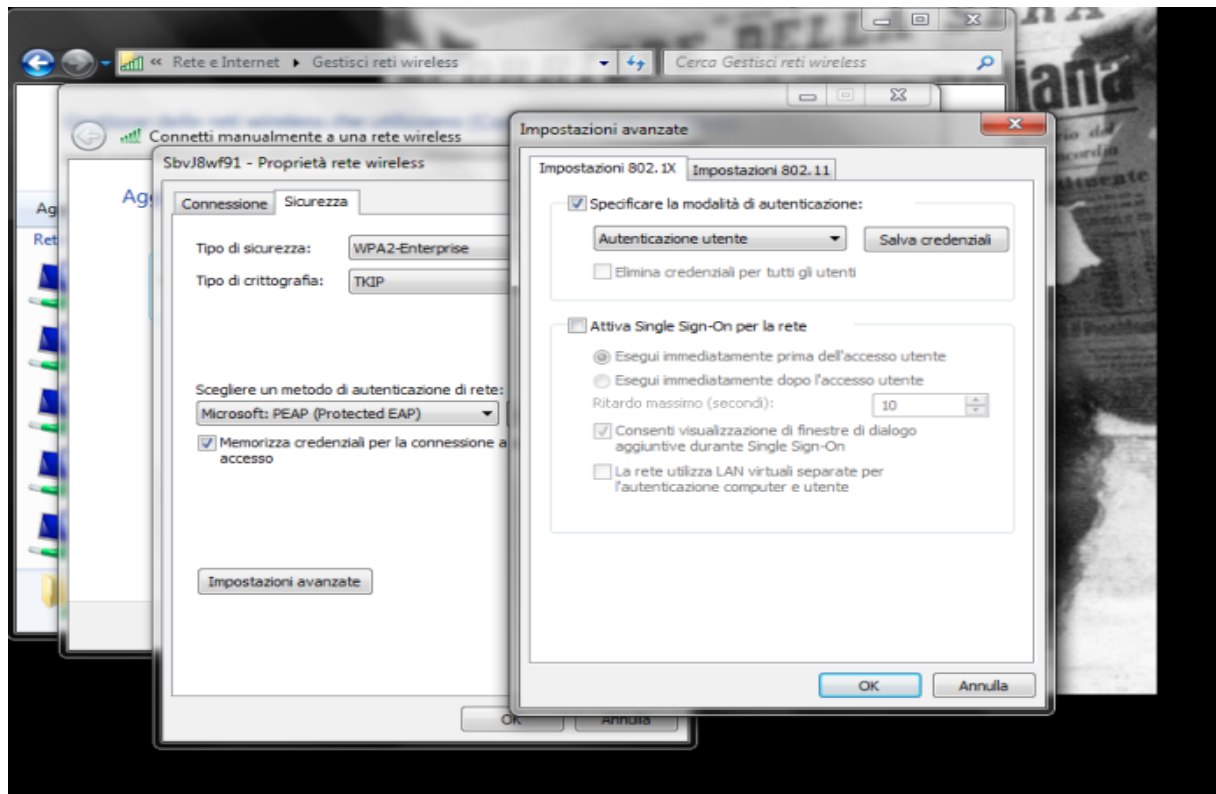 DELLA
iana
Rete e Internet ▸ Gestisci reti wireless
Cerca Gestisci reti wireless
Connetti manualmente a una rete wireless
SbvJ8wf91 - Proprietà rete wireless
Ag
Ag
Ret
Connessione
Sicurezza
Tipo di sicurezza:
WPA2-Enterprise
Tipo di crittografia:
TKIP
Scegliere un metodo di autenticazione di rete:
Microsoft: PEAP (Protected EAP)
Memorizza credenziali per la connessione a
accesso
Impostazioni avanzate
OK
Annulla
Impostazioni avanzate
Impostazioni 802.1X
Impostazioni 802.11
Specificare la modalità di autenticazione:
Autenticazione utente
Salva credenziali
Elimina credenziali per tutti gli utenti
Attiva Single Sign-On per la rete
Esegui immediatamente prima dell'accesso utente
Esegui immediatamente dopo l'accesso utente
Ritardo massimo (secondi):
10
Consenti visualizzazione di finestre di dialogo
aggiuntive durante Single Sign-On
La rete utilizza LAN virtuali separate per
l'autenticazione computer e utente
OK
Annulla